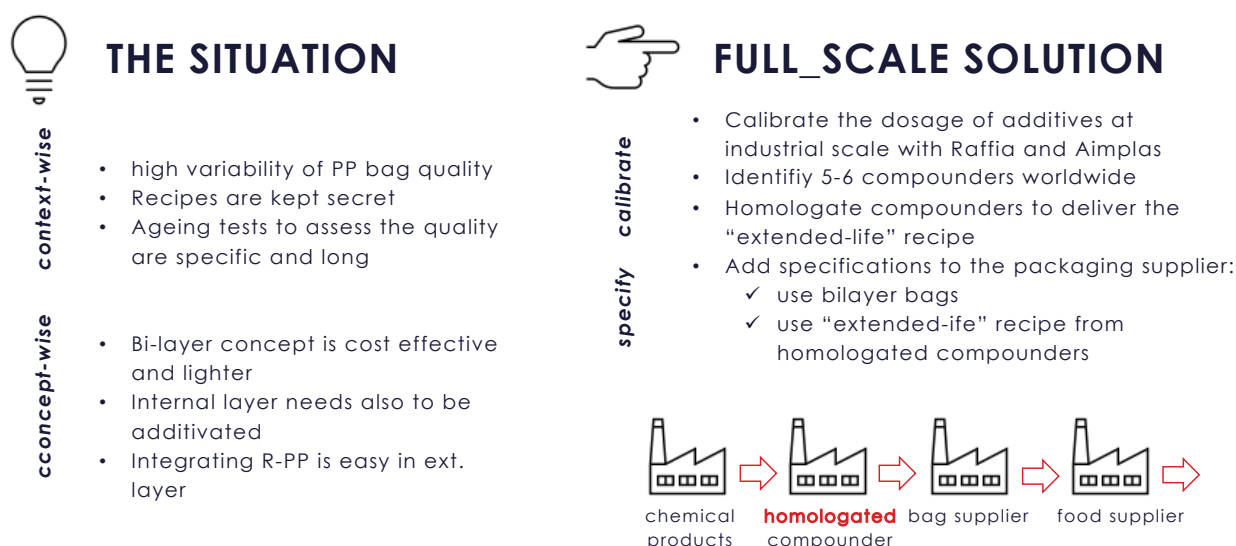 THE SITUATION
context-wise
• high variability of PP bag quality
• Recipes are kept secret
• Ageing tests to assess the quality
are specific and long
cconcept-wise
• Bi-layer concept is cost effective
and lighter
• Internal layer needs also to be
additivated
• Integrating R-PP is easy in ext.
layer
FULL_SCALE SOLUTION
calibrate
• Calibrate the dosage of additives at
industrial scale with Raffia and Aimplas
• Identifiy 5-6 compounders worldwide
• Homologate compounders to deliver the
“extended-life” recipe
specify
• Add specifications to the packaging supplier:
✓ use bilayer bags
✓ use “extended-ife” recipe from
homologated compounders
chemical
products
homologated
compounder
bag supplier
food supplier